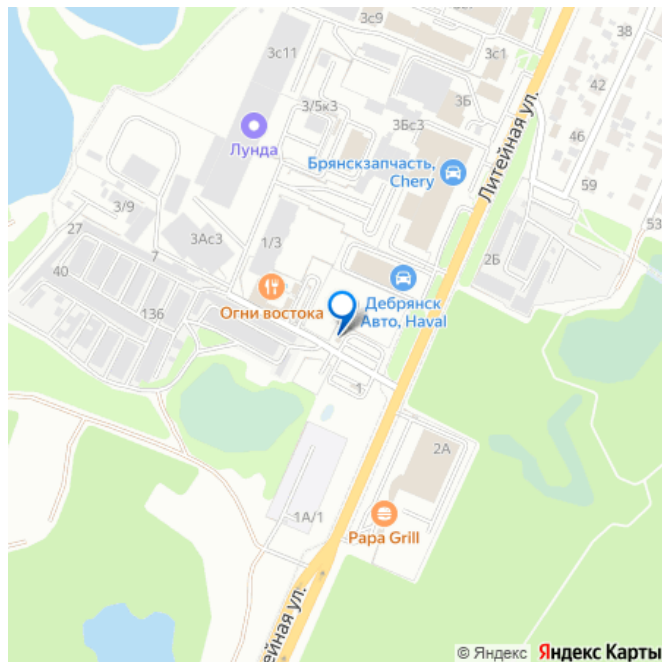 3с9
3с11
3с1
38
42
3/5к3
3Б
3Бс3
46
Лунда
Литейная ул.
Брянскзапчасть,
Chery
59
3/9
53
27
3Ас3
1/3
7
2Б
40
Огни востока
Дебрянск
Авто, Haval
136
1
2А
1А/1
Papa Grill
ейная ул.
© Яндекс Яндекс Карты